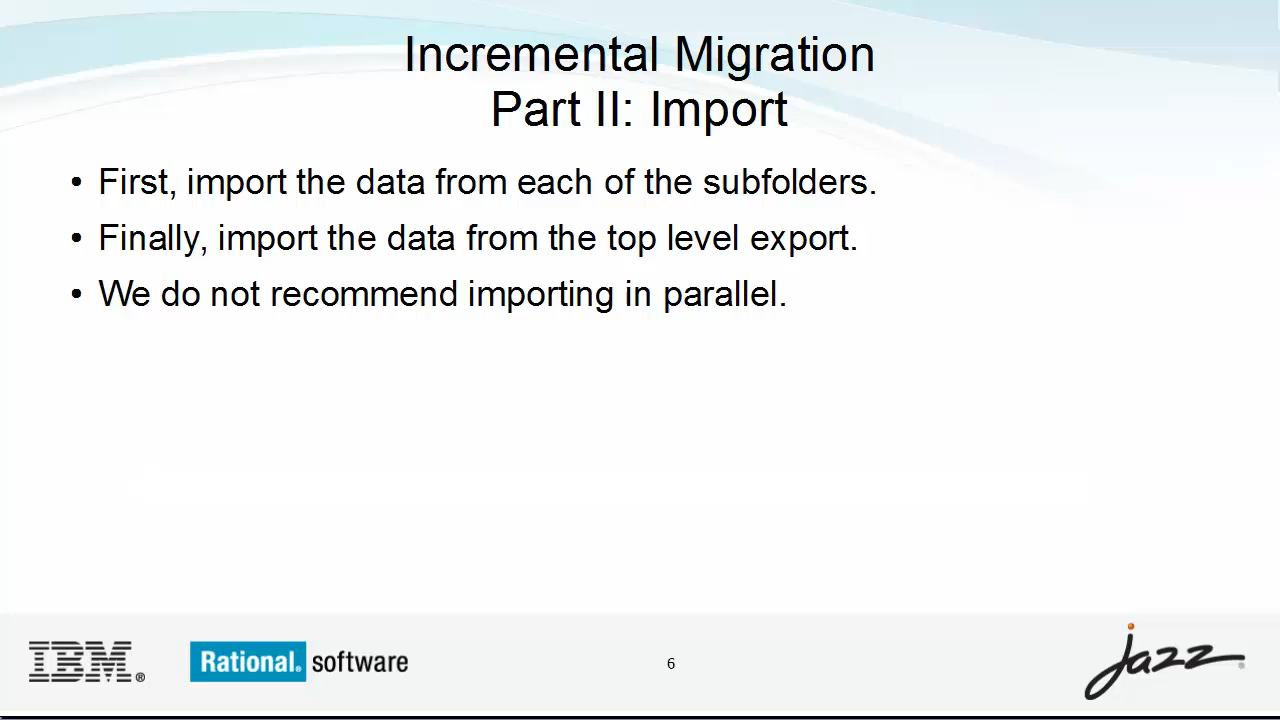 Incremental Migration
Part II: Import
• First, import the data from each of the subfolders.
• Finally, import the data from the top level export.
• We do not recommend importing in parallel.
IBM® Rational® software 6 jazz